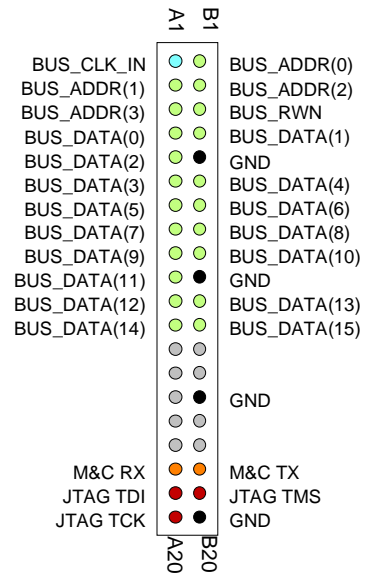 A1 B1
BUS_CLK_IN BUS_ADDR(0)
BUS_ADDR(1) BUS_ADDR(2)
BUS_ADDR(3) BUS_RWN
BUS_DATA(0) BUS_DATA(1)
BUS_DATA(2) GND
BUS_DATA(3) BUS_DATA(4)
BUS_DATA(5) BUS_DATA(6)
BUS_DATA(7) BUS_DATA(8)
BUS_DATA(9) BUS_DATA(10)
BUS_DATA(11) GND
BUS_DATA(12) BUS_DATA(13)
BUS_DATA(14) BUS_DATA(15)
GND
M&C RX M&C TX
JTAG TDI JTAG TMS
JTAG TCK GND
A20 B20